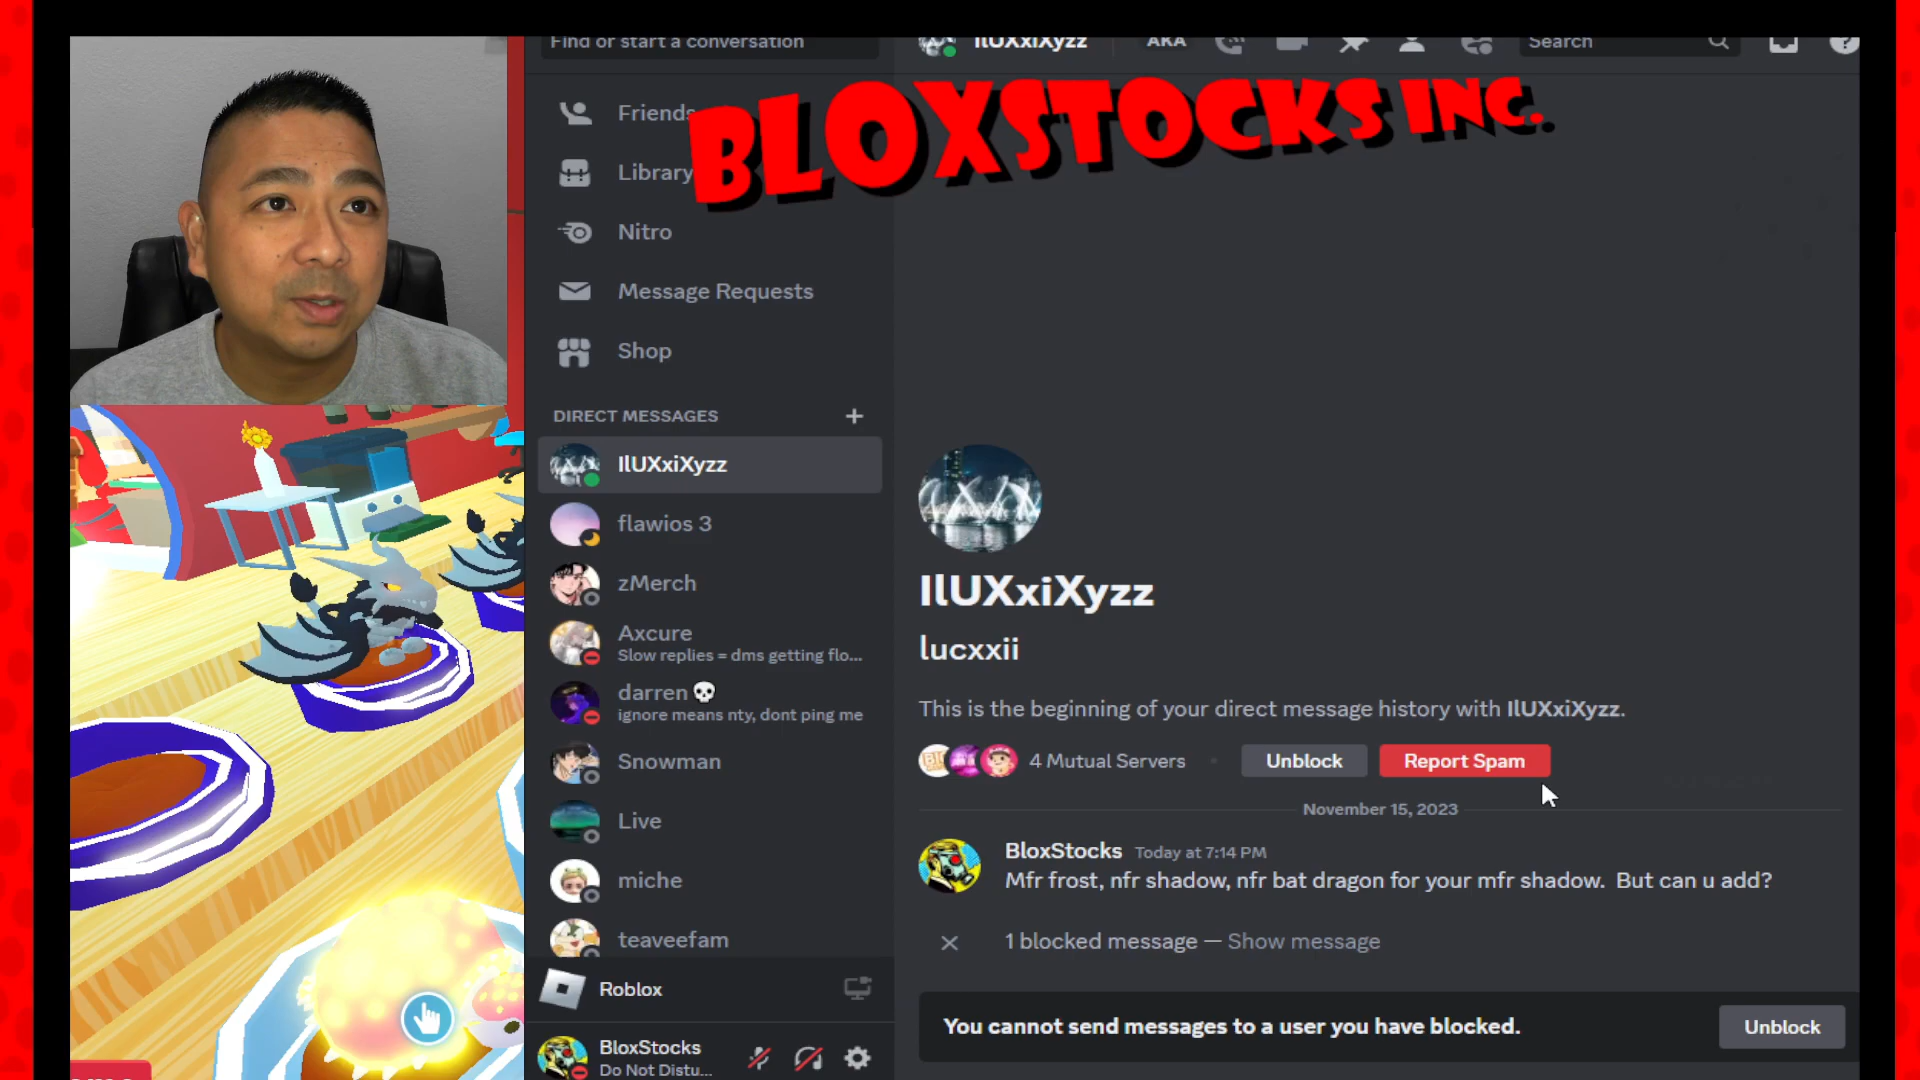 Find or start a conversation
IlUXxiXyzz
AKA
Search
?
BLOXSTOCKS INC.
Friends
Library
Nitro
Message Requests
Shop
DIRECT MESSAGES
IlUXxiXyzz
flawios 3
zMerch
Axcure
Slow replies = dms getting flo...
darren💀
ignore means nty, dont ping me
Snowman
Live
miche
teaveefam
Roblox
BloxStocks
Do Not Distu...
IlUXxiXyzz
lucxxii
This is the beginning of your direct message history with IlUXxiXyzz.
4 Mutual Servers
Unblock
Report Spam
November 15, 2023
BloxStocks Today at 7:14 PM
Mfr frost, nfr shadow, nfr bat dragon for your mfr shadow. But can u add?
1 blocked message — Show message
You cannot send messages to a user you have blocked.
Unblock